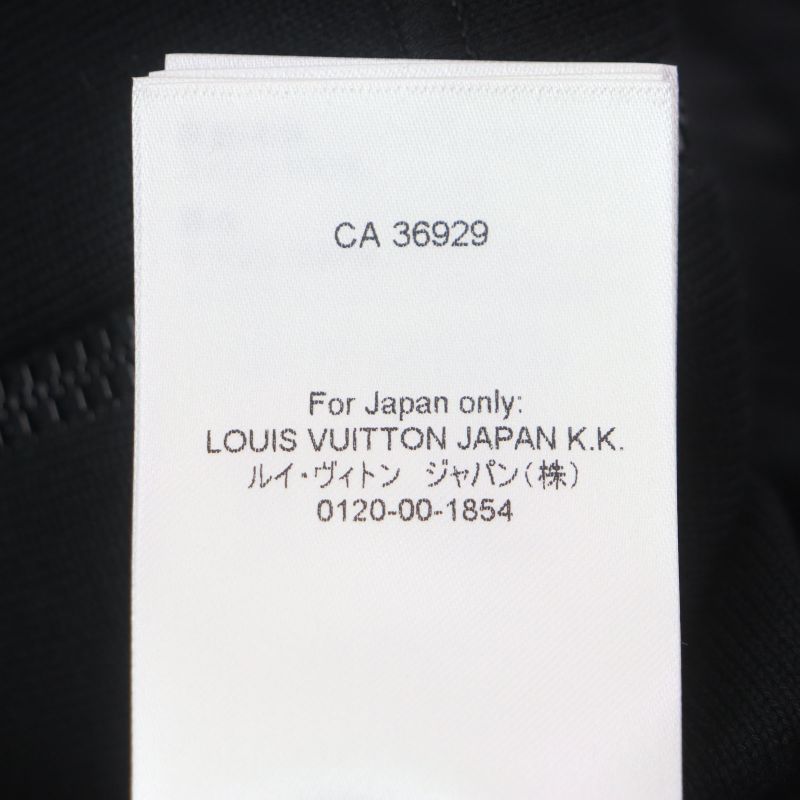 CA 36929
For Japan only:
LOUIS VUITTON JAPAN K.K.
ルイ・ヴィトン ジャパン(株)
0120-00-1854